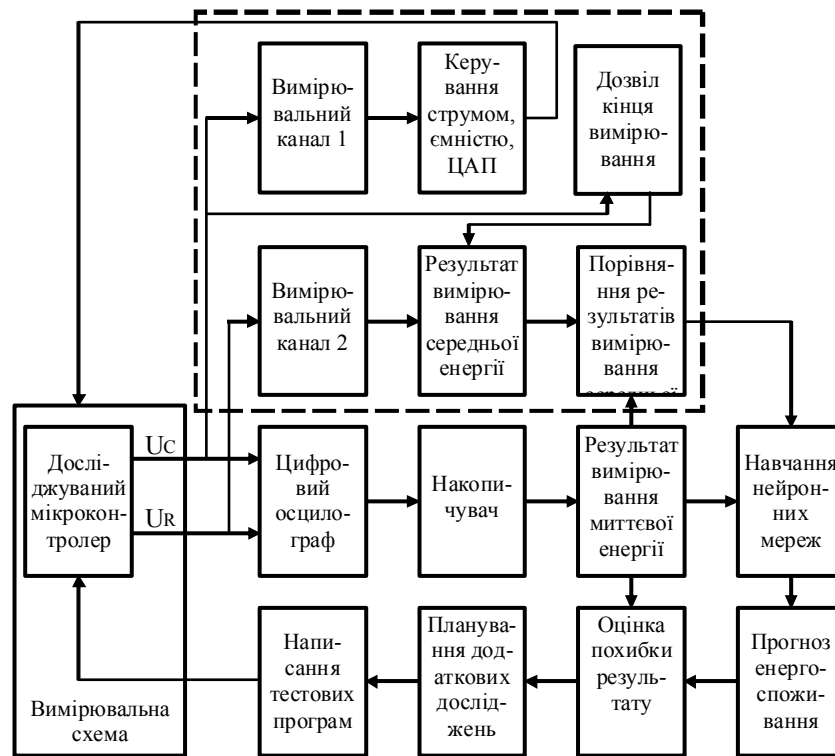 Вимірю-
вальний
канал 1
Керу-
вання
струмом,
ємністю,
ЦАП
Дозвіл
кінця
вимірю-
вання
Вимірю-
вальний
канал 2
Результат
вимірю-
вання
середньої
енергії
Порівня-
ння ре-
зультатів
вимірю-
вання
UC
UR
Дослі-
джуваний
мікрокон-
тролер
Цифро-
вий
осцило-
граф
Накопи-
чувач
Результат
вимірю-
вання
миттєвої
енергії
Навчання
нейрон-
них
мереж
Вимірювальна
схема
Напи-
сання
тестових
програм
Планува-
ння дод-
аткових
дослід-
жень
Оцінка
похибки
резуль-
тату
Прогноз
енерго-
спожи-
вання